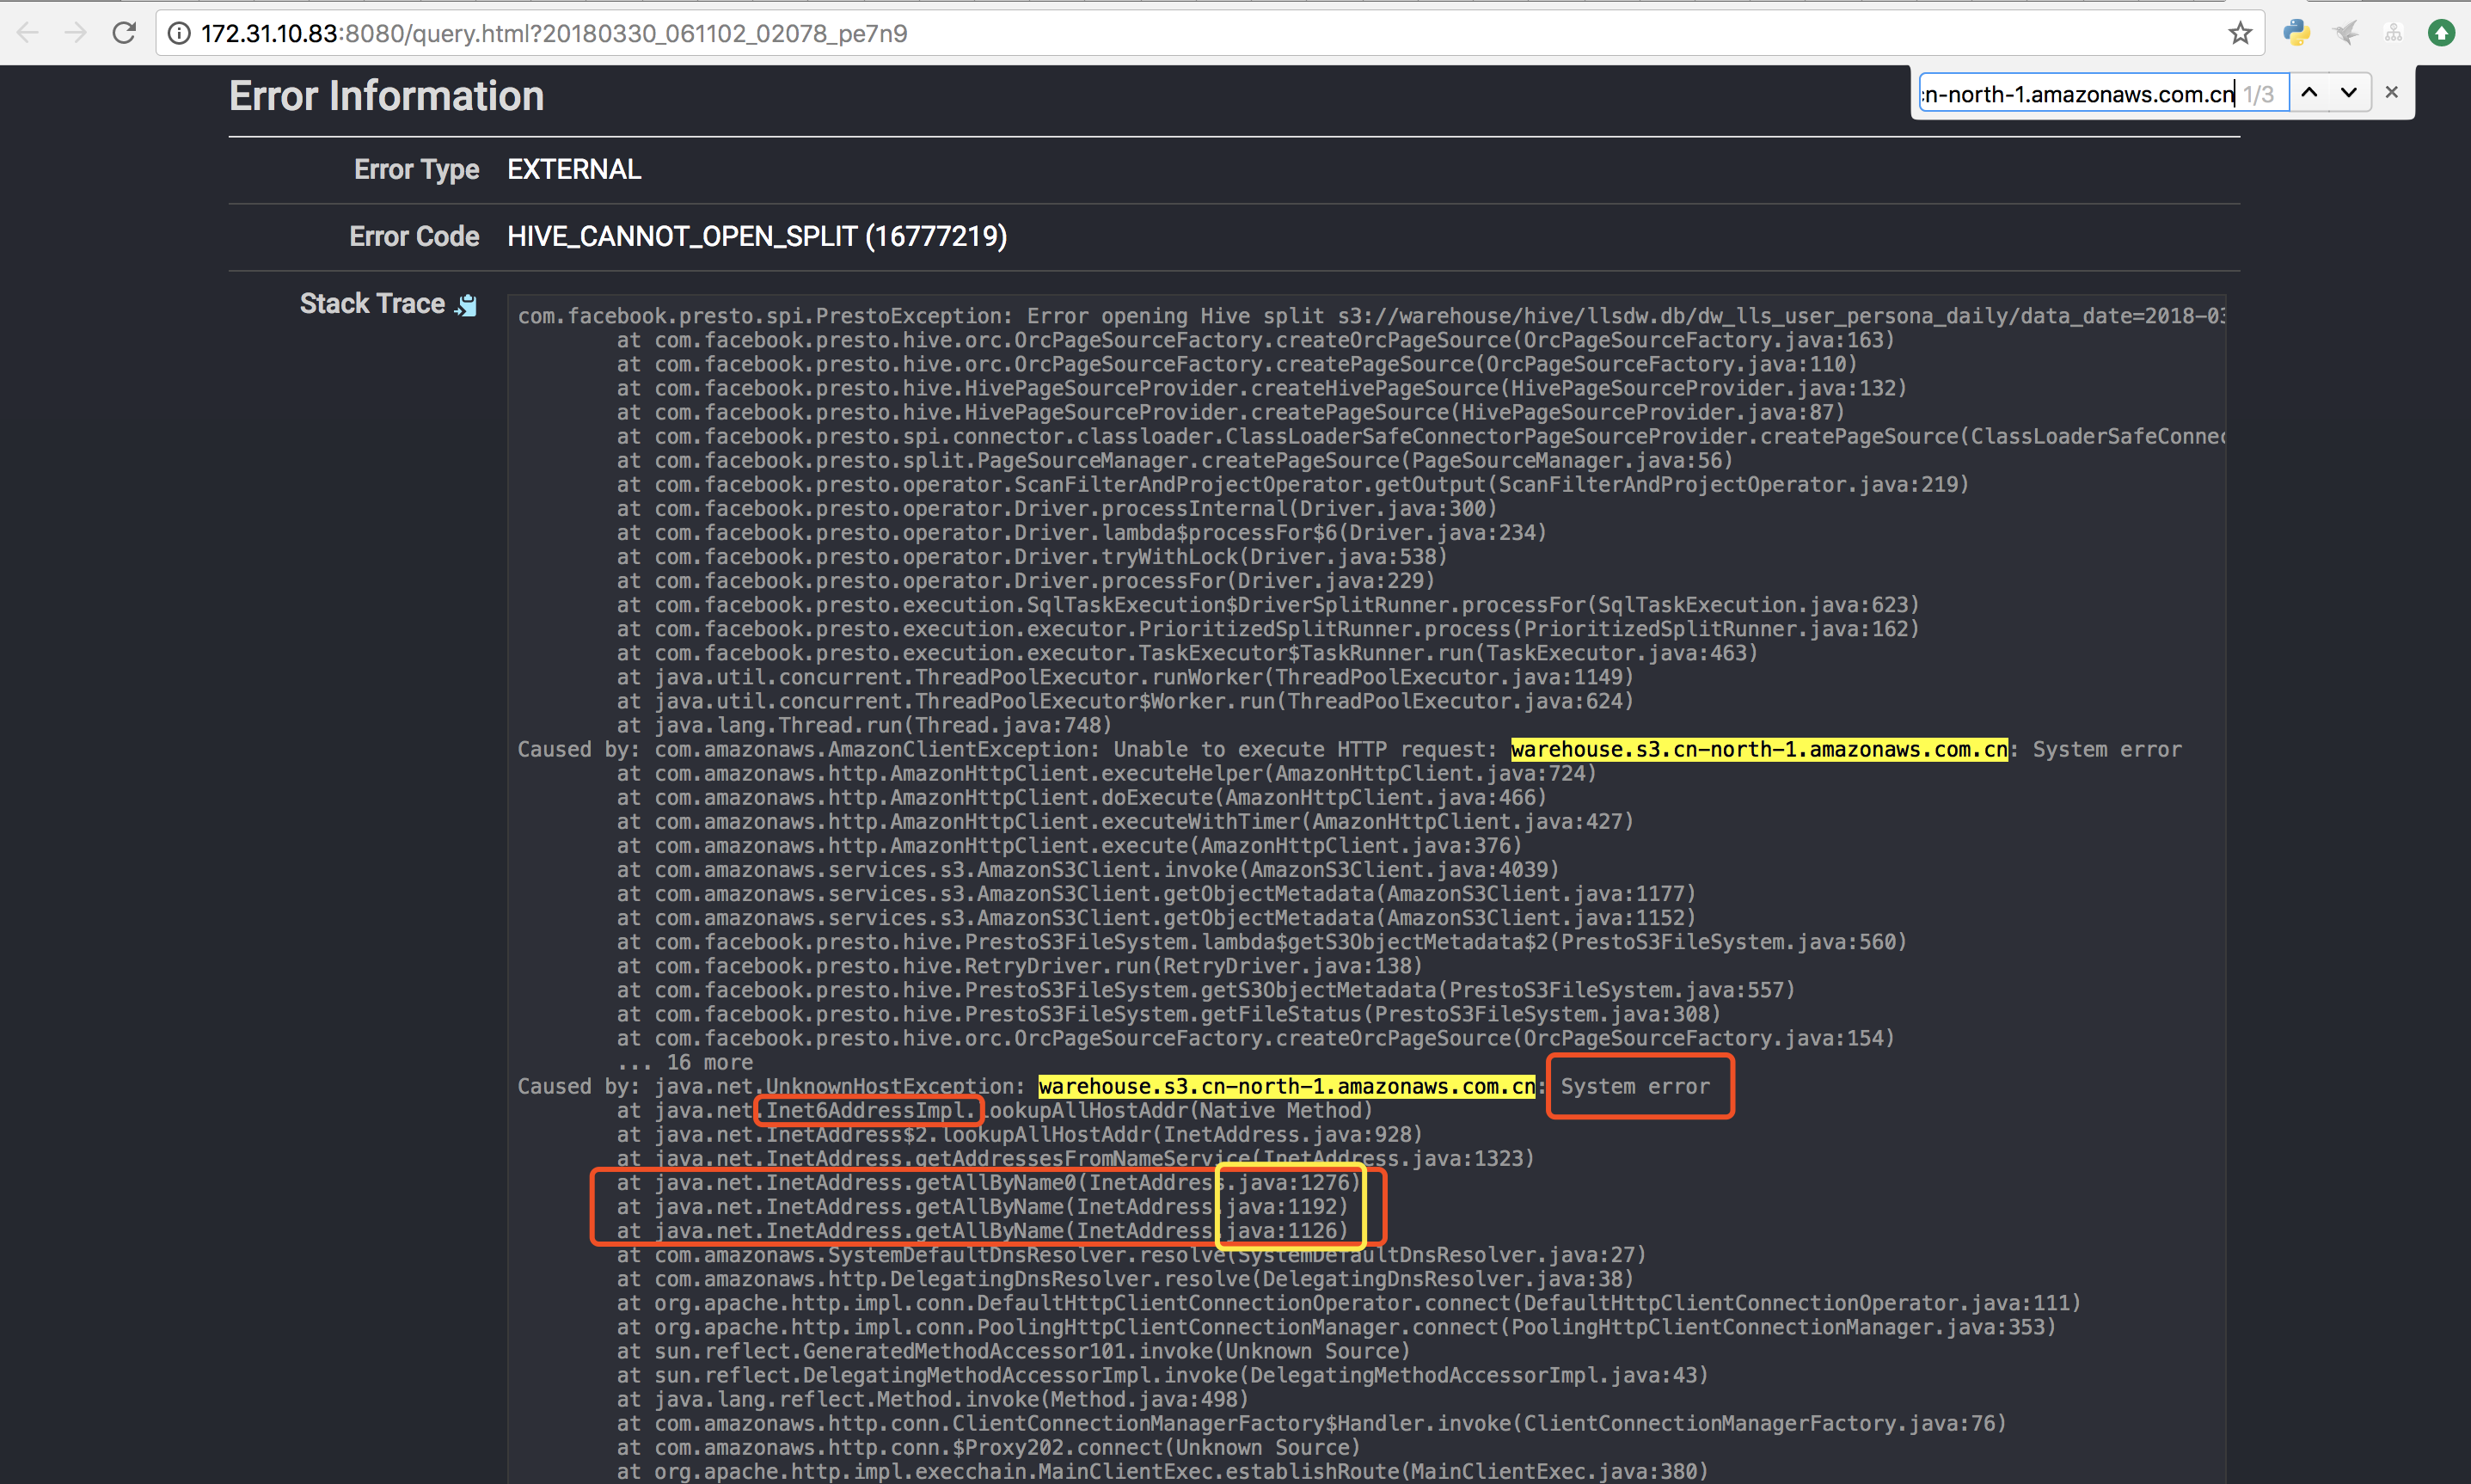 172.31.10.83:8080/query.html?20180330_061102_02078_pe7n9
n-north-1.amazonaws.com.cn 1/3
Error Information
Error Type EXTERNAL
Error Code HIVE_CANNOT_OPEN_SPLIT (16777219)
Stack Trace
com.facebook.presto.spi.PrestoException: Error opening Hive split s3://warehouse/hive/llsdw.db/dw_lls_user_persona_daily/data_date=2018-03
at com.facebook.presto.hive.orc.OrcPageSourceFactory.createOrcPageSource(OrcPageSourceFactory.java:163)
at com.facebook.presto.hive.orc.OrcPageSourceFactory.createPageSource(OrcPageSourceFactory.java:110)
at com.facebook.presto.hive.HivePageSourceProvider.createHivePageSource(HivePageSourceProvider.java:132)
at com.facebook.presto.hive.HivePageSourceProvider.createPageSource(HivePageSourceProvider.java:87)
at com.facebook.presto.spi.connector.classloader.ClassLoaderSafeConnectorPageSourceProvider.createPageSource(ClassLoaderSafeConnec
at com.facebook.presto.split.PageSourceManager.createPageSource(PageSourceManager.java:56)
at com.facebook.presto.operator.ScanFilterAndProjectOperator.getOutput(ScanFilterAndProjectOperator.java:219)
at com.facebook.presto.operator.Driver.processInternal(Driver.java:300)
at com.facebook.presto.operator.Driver.lambda$processFor$6(Driver.java:234)
at com.facebook.presto.operator.Driver.tryWithLock(Driver.java:538)
at com.facebook.presto.operator.Driver.processFor(Driver.java:229)
at com.facebook.presto.execution.SqlTaskExecution$DriverSplitRunner.processFor(SqlTaskExecution.java:623)
at com.facebook.presto.execution.executor.PrioritizedSplitRunner.process(PrioritizedSplitRunner.java:162)
at com.facebook.presto.execution.executor.TaskExecutor$TaskRunner.run(TaskExecutor.java:463)
at java.util.concurrent.ThreadPoolExecutor.runWorker(ThreadPoolExecutor.java:1149)
at java.util.concurrent.ThreadPoolExecutor$Worker.run(ThreadPoolExecutor.java:624)
at java.lang.Thread.run(Thread.java:748)
Caused by: com.amazonaws.AmazonClientException: Unable to execute HTTP request: warehouse.s3.cn-north-1.amazonaws.com.cn: System error
at com.amazonaws.http.AmazonHttpClient.executeHelper(AmazonHttpClient.java:724)
at com.amazonaws.http.AmazonHttpClient.doExecute(AmazonHttpClient.java:466)
at com.amazonaws.http.AmazonHttpClient.executeWithTimer(AmazonHttpClient.java:427)
at com.amazonaws.http.AmazonHttpClient.execute(AmazonHttpClient.java:376)
at com.amazonaws.services.s3.AmazonS3Client.invoke(AmazonS3Client.java:4039)
at com.amazonaws.services.s3.AmazonS3Client.getObjectMetadata(AmazonS3Client.java:1177)
at com.amazonaws.services.s3.AmazonS3Client.getObjectMetadata(AmazonS3Client.java:1152)
at com.facebook.presto.hive.PrestoS3FileSystem.lambda$getS3ObjectMetadata$2(PrestoS3FileSystem.java:560)
at com.facebook.presto.hive.RetryDriver.run(RetryDriver.java:138)
at com.facebook.presto.hive.PrestoS3FileSystem.getS3ObjectMetadata(PrestoS3FileSystem.java:557)
at com.facebook.presto.hive.PrestoS3FileSystem.getFileStatus(PrestoS3FileSystem.java:308)
at com.facebook.presto.hive.orc.OrcPageSourceFactory.createOrcPageSource(OrcPageSourceFactory.java:154)
... 16 more
Caused by: java.net.UnknownHostException: warehouse.s3.cn-north-1.amazonaws.com.cn: System error
at java.net.Inet6AddressImpl.lookupAllHostAddr(Native Method)
at java.net.InetAddress$2.lookupAllHostAddr(InetAddress.java:928)
at java.net.InetAddress.getAddressesFromNameService(InetAddress.java:1323)
at java.net.InetAddress.getAllByName0(InetAddress.java:1276)
at java.net.InetAddress.getAllByName(InetAddress.java:1192)
at java.net.InetAddress.getAllByName(InetAddress.java:1126)
at com.amazonaws.SystemDefaultDnsResolver.resolve(SystemDefaultDnsResolver.java:27)
at com.amazonaws.http.DelegatingDnsResolver.resolve(DelegatingDnsResolver.java:38)
at org.apache.http.impl.conn.DefaultHttpClientConnectionOperator.connect(DefaultHttpClientConnectionOperator.java:111)
at org.apache.http.impl.conn.PoolingHttpClientConnectionManager.connect(PoolingHttpClientConnectionManager.java:353)
at sun.reflect.GeneratedMethodAccessor101.invoke(Unknown Source)
at sun.reflect.DelegatingMethodAccessorImpl.invoke(DelegatingMethodAccessorImpl.java:43)
at java.lang.reflect.Method.invoke(Method.java:498)
at com.amazonaws.http.conn.ClientConnectionManagerFactory$Handler.invoke(ClientConnectionManagerFactory.java:76)
at com.amazonaws.http.conn.$Proxy202.connect(Unknown Source)
at org.apache.http.impl.execchain.MainClientExec.establishRoute(MainClientExec.java:380)